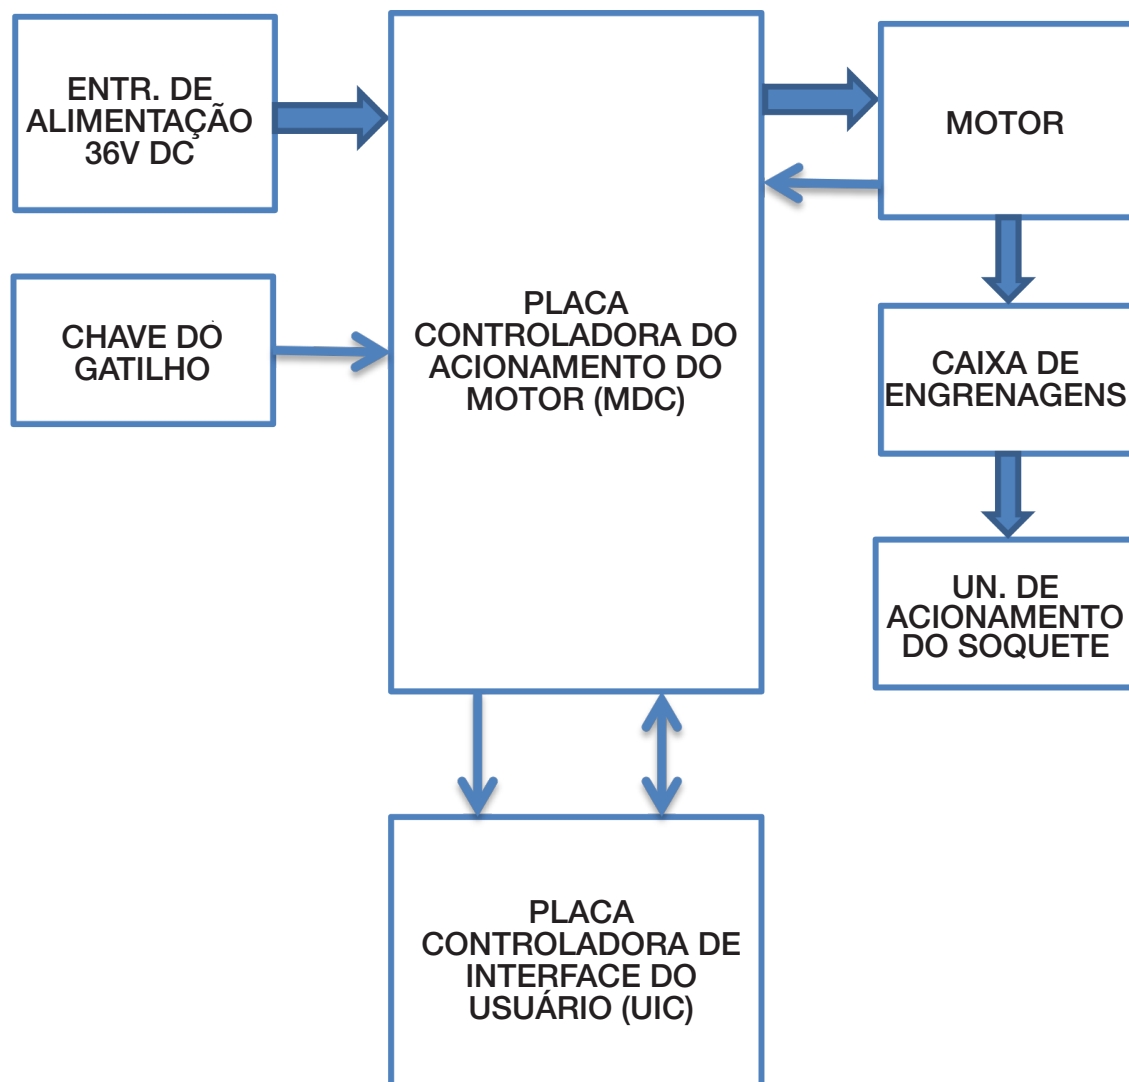 ENTR. DE
ALIMENTAÇÃO
36V DC
MOTOR
CHAVE DO
GATILHO
PLACA
CONTROLADORA DO
ACIONAMENTO DO
MOTOR (MDC)
CAIXA DE
ENGRENAGENS
UN. DE
ACIONAMENTO
DO SOQUETE
PLACA
CONTROLADORA DE
INTERFACE DO
USUÁRIO (UIC)